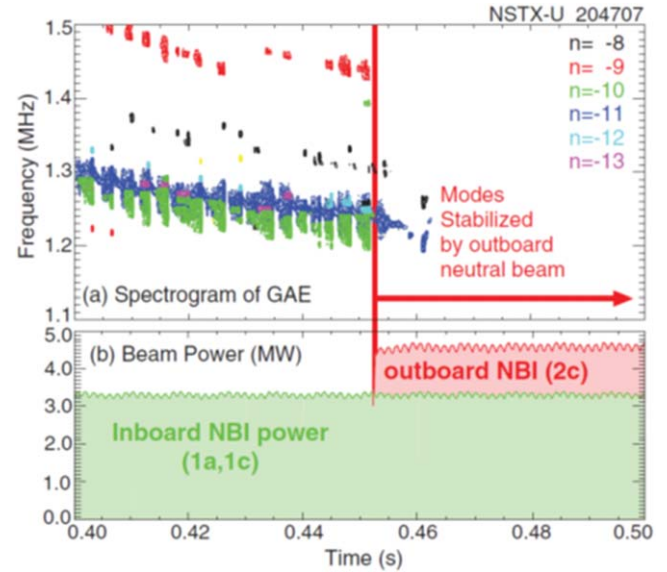 NSTX-U 204707
1.5
1.4
1.3
1.2
1.1
Frequency (MHz)
n= -8
n= -9
n=-10
n=-11
n=-12
n=-13
Modes
Stabilized
by outboard
neutral beam
(a) Spectrogram of GAE
5.0
4.0
3.0
2.0
1.0
0.0
(b) Beam Power (MW)
outboard NBI (2c)
Inboard NBI power
(1a,1c)
0.40 0.42 0.44 0.46 0.48 0.50
Time (s)